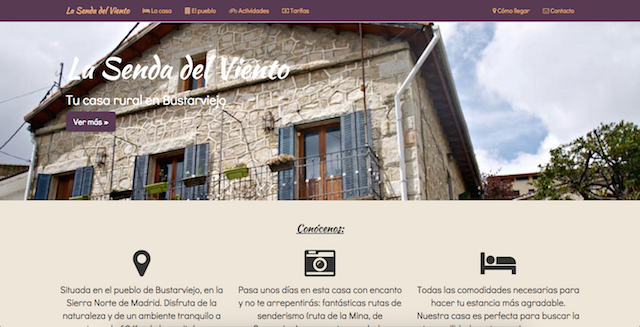 La Senda del Viento La casa El pueblo Actividades Tarifas Cómo llegar Contacto
La Senda del Viento
Tu casa rural en Bustarviejo
Ver más »
Conócenos:
Situada en el pueblo de Bustarviejo, en la
Sierra Norte de Madrid. Disfruta de la
naturaleza y de un ambiente tranquilo a
Pasa unos días en esta casa con encanto
y no te arrepentirás: fantásticas rutas de
senderismo (ruta de la Mina, de
Todas las comodidades necesarias para
hacer tu estancia más agradable.
Nuestra casa es perfecta para buscar la